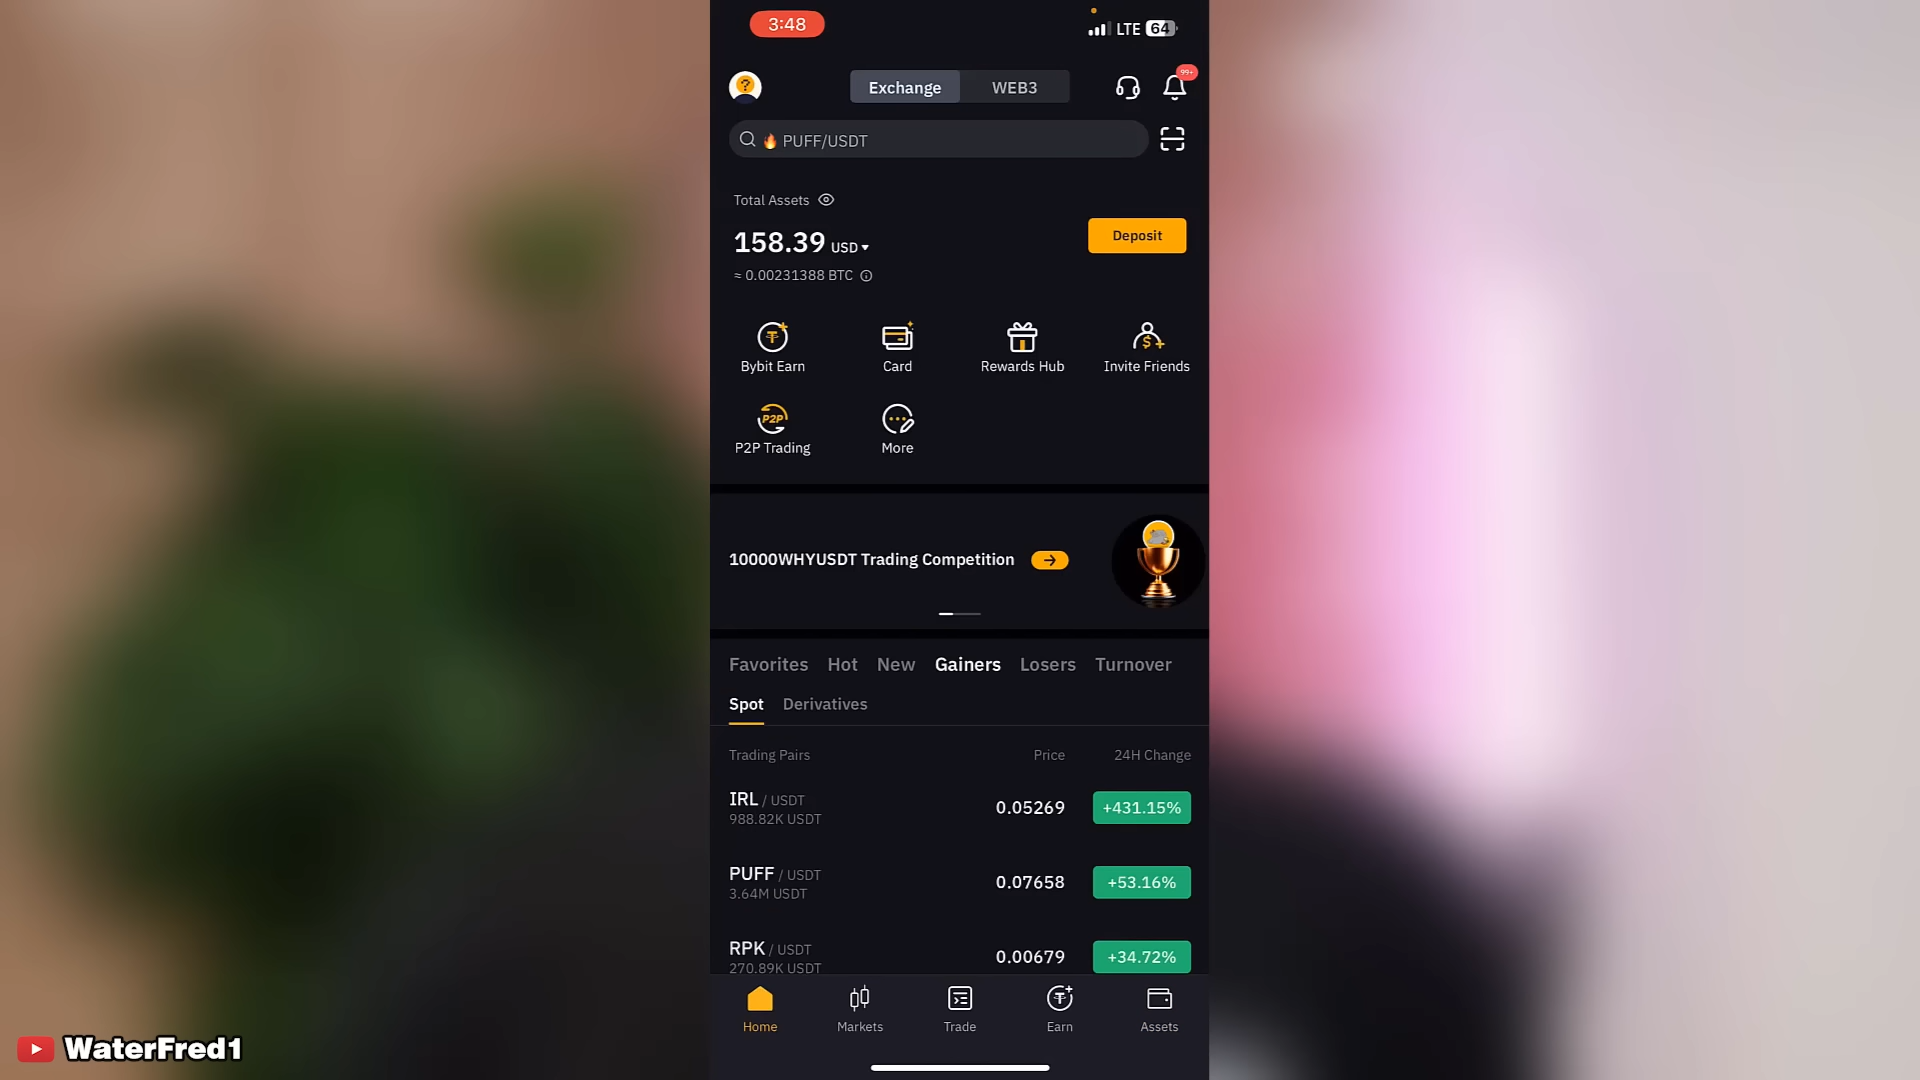 3:48
LTE 64
Exchange WEB3
99+
PUFF/USDT
Total Assets
158.39 USD
≈ 0.00231388 BTC
Deposit
Bybit Earn Card Rewards Hub Invite Friends
P2P
P2P Trading More
10000WHYUSDT Trading Competition
Favorites Hot New Gainers Losers Turnover
Spot Derivatives
Trading Pairs Price 24H Change
IRL / USDT 0.05269 +431.15%
988.82K USDT
PUFF / USDT 0.07658 +53.16%
3.64M USDT
RPK / USDT 0.00679 +34.72%
270.89K USDT
Home Markets Trade Earn Assets
WaterFred1